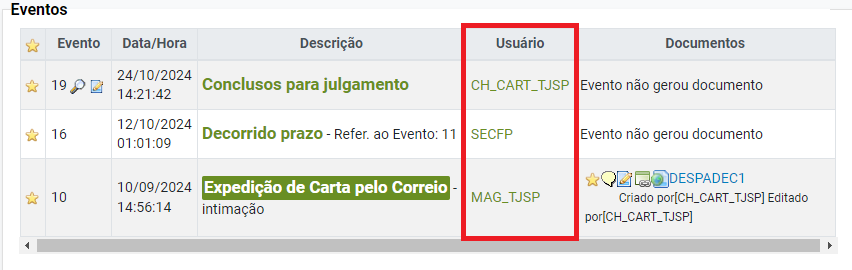 Eventos
Evento Data/Hora Descrição Usuário Documentos
19 24/10/2024 14:21:42 Conclusos para julgamento CH_CART_TJSP Evento não gerou documento
16 12/10/2024 01:01:09 Decorrido prazo - Refer. ao Evento: 11 SECFP Evento não gerou documento
10 10/09/2024 14:56:14 Expedição de Carta pelo Correio - intimação MAG_TJSP DESPADEC1
Criado por[CH_CART_TJSP] Editado
por[CH_CART_TJSP]